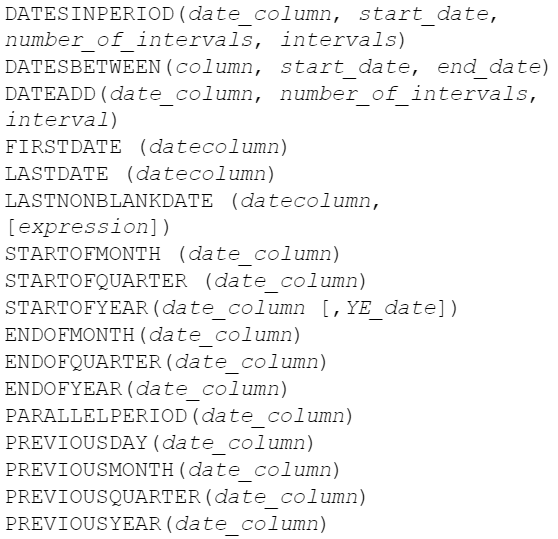 DATESINPERIOD(date_column, start_date,
number_of_intervals, intervals)
DATESBETWEEN(column, start_date, end_date)
DATEADD(date_column, number_of_intervals,
interval)
FIRSTDATE (datecolumn)
LASTDATE (datecolumn)
LASTNONBLANKDATE (datecolumn,
[expression])
STARTOFMONTH (date_column)
STARTOFQUARTER (date_column)
STARTOFYEAR(date_column [,YE_date])
ENDOFMONTH(date_column)
ENDOFQUARTER(date_column)
ENDOFYEAR(date_column)
PARALLELPERIOD(date_column)
PREVIOUSDAY(date_column)
PREVIOUSMONTH(date_column)
PREVIOUSQUARTER(date_column)
PREVIOUSYEAR(date_column)